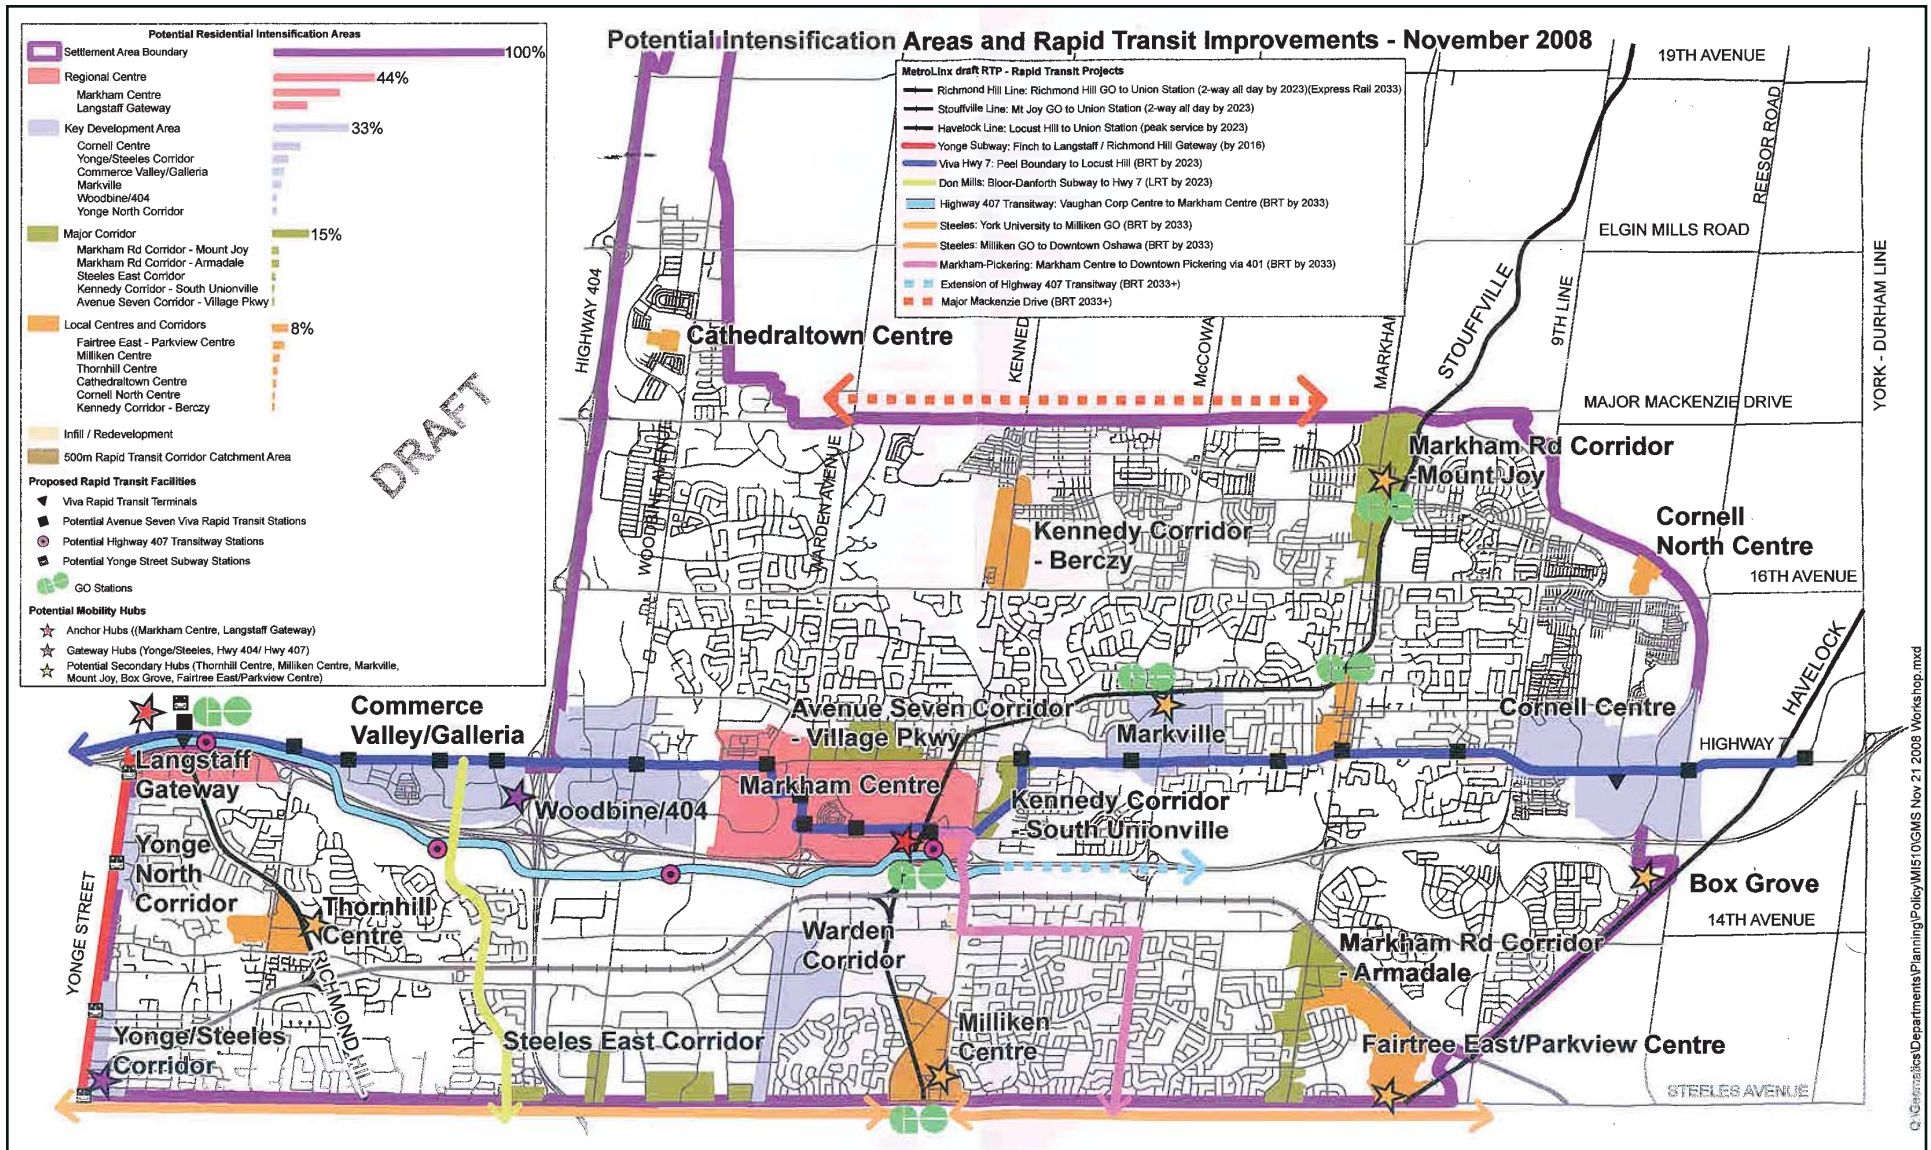 Potential Intensification Areas and Rapid Transit Improvements - November 2008
Potential Residential Intensification Areas
Settlement Area Boundary 100%
Regional Centre 44%
Markham Centre
Langstaff Gateway
Key Development Area 33%
Cornell Centre
Yonge/Steeles Corridor
Commerce Valley/Galleria
Markville
Woodbine/404
Yonge North Corridor
Major Corridor 15%
Markham Rd Corridor - Mount Joy
Markham Rd Corridor - Armadale
Steeles East Corridor
Kennedy Corridor - South Unionville
Avenue Seven Corridor - Village Pkwy
Local Centres and Corridors 8%
Fairtree East - Parkview Centre
Milliken Centre
Thornhill Centre
Cathedraltown Centre
Cornell North Centre
Kennedy Corridor - Berczy
Infill / Redevelopment
500m Rapid Transit Corridor Catchment Area
Proposed Rapid Transit Facilities
Viva Rapid Transit Terminals
Potential Avenue Seven Viva Rapid Transit Stations
Potential Highway 407 Transitway Stations
Potential Yonge Street Subway Stations
GO Stations
Potential Mobility Hubs
Anchor Hubs ((Markham Centre, Langstaff Gateway)
Gateway Hubs (Yonge/Steeles, Hwy 404/ Hwy 407)
Potential Secondary Hubs (Thornhill Centre, Milliken Centre, Markville,
Mount Joy, Box Grove, Fairtree East/Parkview Centre)
DRAFT
MetroLinx draft RTP - Rapid Transit Projects
Richmond Hill Line: Richmond Hill GO to Union Station (2-way all day by 2023)(Express Rail 2033)
Stouffville Line: Mt Joy GO to Union Station (2-way all day by 2023)
Havelock Line: Locust Hill to Union Station (peak service by 2023)
Yonge Subway: Finch to Langstaff / Richmond Hill Gateway (by 2016)
Viva Hwy 7: Peel Boundary to Locust Hill (BRT by 2023)
Don Mills: Bloor-Danforth Subway to Hwy 7 (LRT by 2023)
Highway 407 Transitway: Vaughan Corp Centre to Markham Centre (BRT by 2033)
Steeles: York University to Milliken GO (BRT by 2033)
Steeles: Milliken GO to Downtown Oshawa (BRT by 2033)
Markham-Pickering: Markham Centre to Downtown Pickering via 401 (BRT by 2033)
Extension of Highway 407 Transitway (BRT 2033+)
Major Mackenzie Drive (BRT 2033+)
19TH AVENUE
REESOR ROAD
ELGIN MILLS ROAD
YORK - DURHAM LINE
HIGHWAY 404
STOUFFVILLE
9TH LINE
KENNED
McCOWA
MARKHA
Cathedraltown Centre
MAJOR MACKENZIE DRIVE
WOODBINE AVENUE
WARDEN AVENUE
Markham Rd Corridor
-Mount Joy
Kennedy Corridor
- Berczy
Cornell
North Centre
16TH AVENUE
HAVELOCK
Commerce
Valley/Galleria
Avenue Seven Corridor
- Village Pkwy
Markville
Cornell Centre
HIGHWAY 7
Langstaff
Gateway
Markham Centre
Woodbine/404
Kennedy Corridor
- South Unionville
Yonge
North
Corridor
YONGE STREET
Thornhill
Centre
RICHMOND HILL
Box Grove
14TH AVENUE
Warden
Corridor
Markham Rd Corridor
- Armadale
Yonge/Steeles
Corridor
Steeles East Corridor
Milliken
Centre
Fairtree East/Parkview Centre
STEELES AVENUE
GO
GO
GO
GO
GO
GO
Q:\Geomatics\Departments\Planning\Policy\MI510\GMS Nov 21 2008 Workshop.mxd